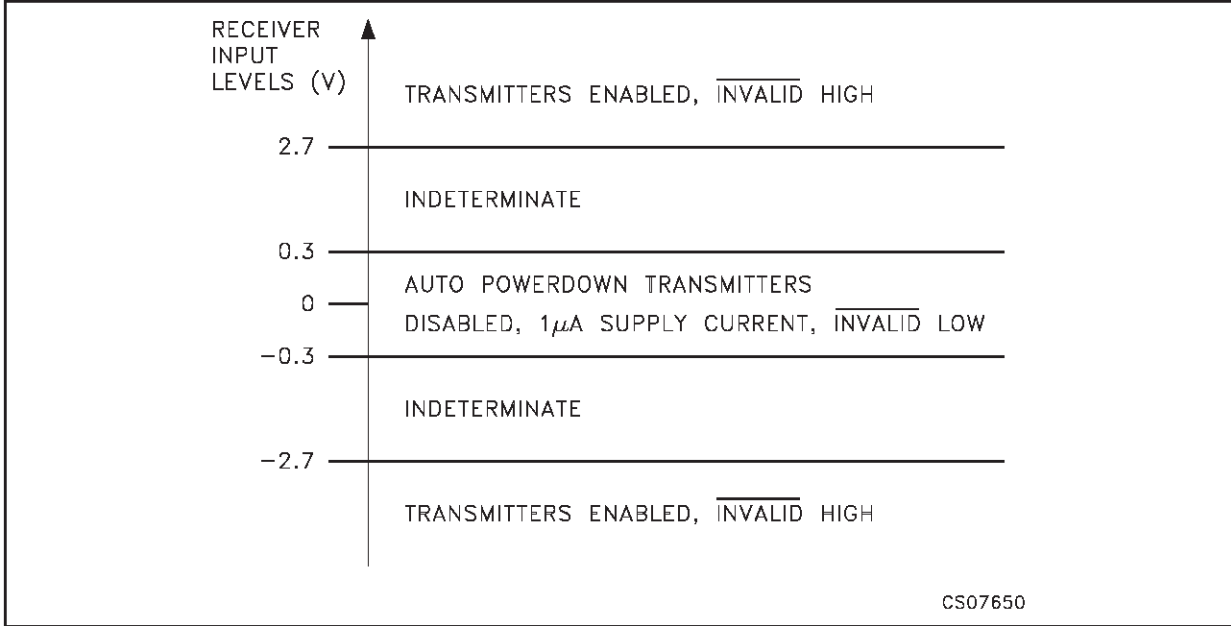 RECEIVER
INPUT
LEVELS (V)
TRANSMITTERS ENABLED, INVALID HIGH
2.7
INDETERMINATE
0.3
AUTO POWERDOWN TRANSMITTERS
0
DISABLED, 1μA SUPPLY CURRENT, INVALID LOW
-0.3
INDETERMINATE
-2.7
TRANSMITTERS ENABLED, INVALID HIGH
CS07650